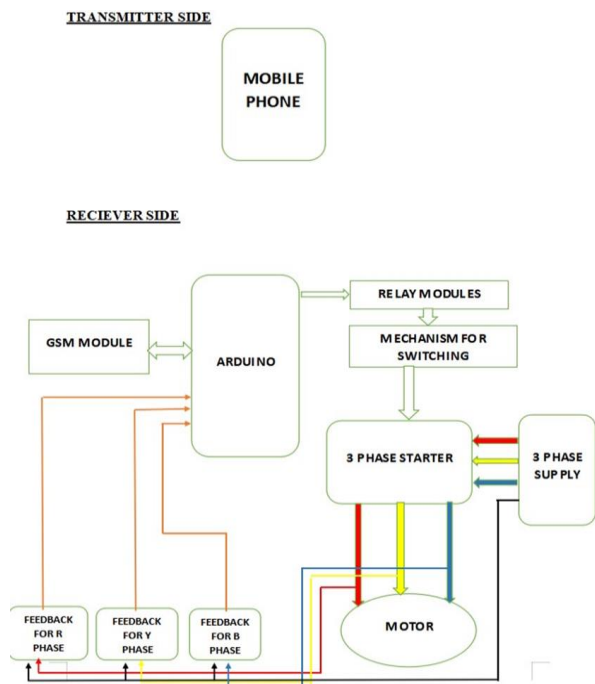 TRANSMITTER SIDE
MOBILE
PHONE
RECIEVER SIDE
GSM MODULE
ARDUINO
RELAY MODULES
MECHANISM FOR
SWITCHING
3 PHASE STARTER
3 PHASE
SUPPLY
FEEDBACK
FOR R
PHASE
FEEDBACK
FOR Y
PHASE
FEEDBACK
FOR B
PHASE
MOTOR